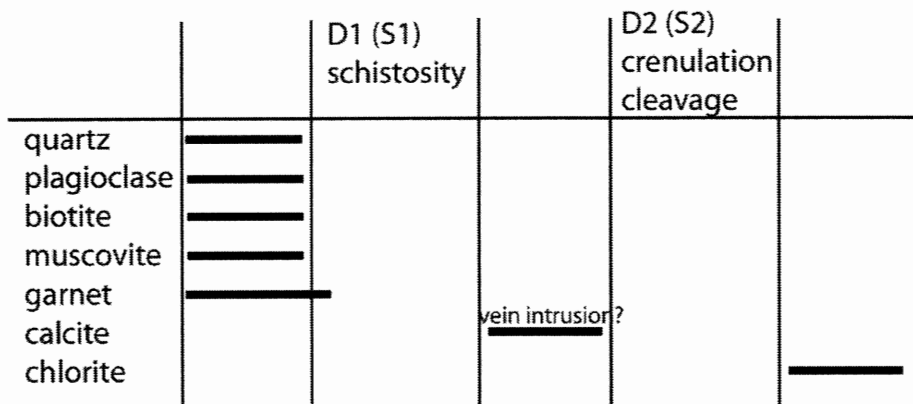 D1 (S1)
schistosity
D2 (S2)
crenulation
cleavage
quartz
plagioclase
biotite
muscovite
garnet
vein intrusion?
calcite
chlorite